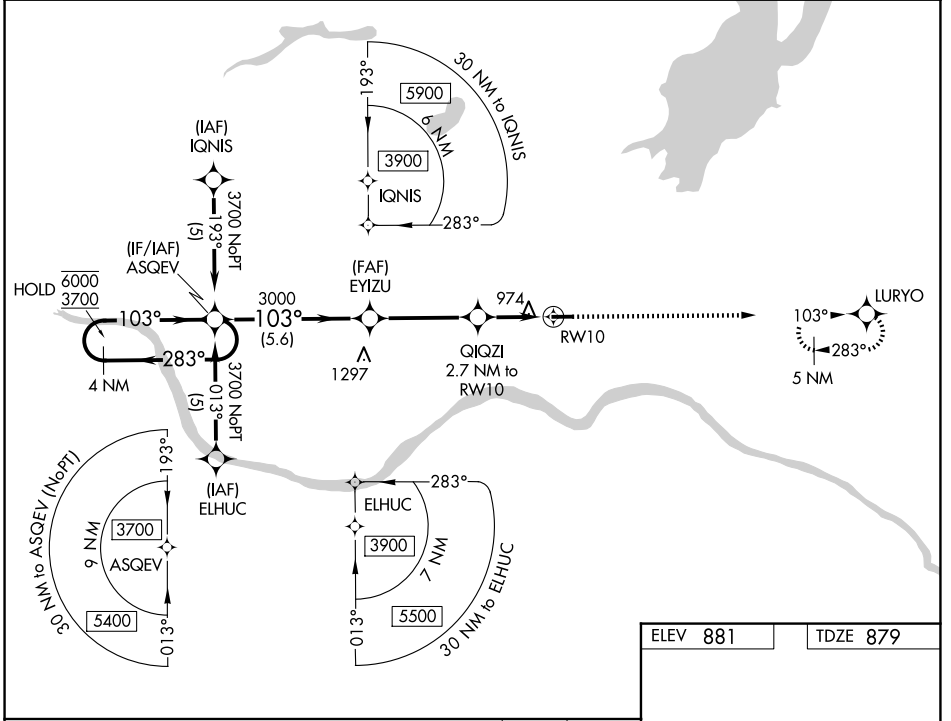 30 NM to IQNIS
193°
5900
6 NM
3900
IQNIS
283°
(IAF)
IQNIS
3700 NoPT
193°
(5)
(IF/IAF)
ASQEV
HOLD
6000
3700
103°
283°
4 NM
3000
103°
(5.6)
(FAF)
EYIZU
1297
974
QIQZI
2.7 NM to
RW10
RW10
LURYO
103°
283°
5 NM
3700 NoPT
013°
(5)
(IAF)
ELHUC
30 NM to ASQEV (NoPT)
193°
9 NM
3700
ASQEV
5400
013°
283°
ELHUC
3900
7 NM
5500
30 NM to ELHUC
013°
ELEV 881
TDZE 879